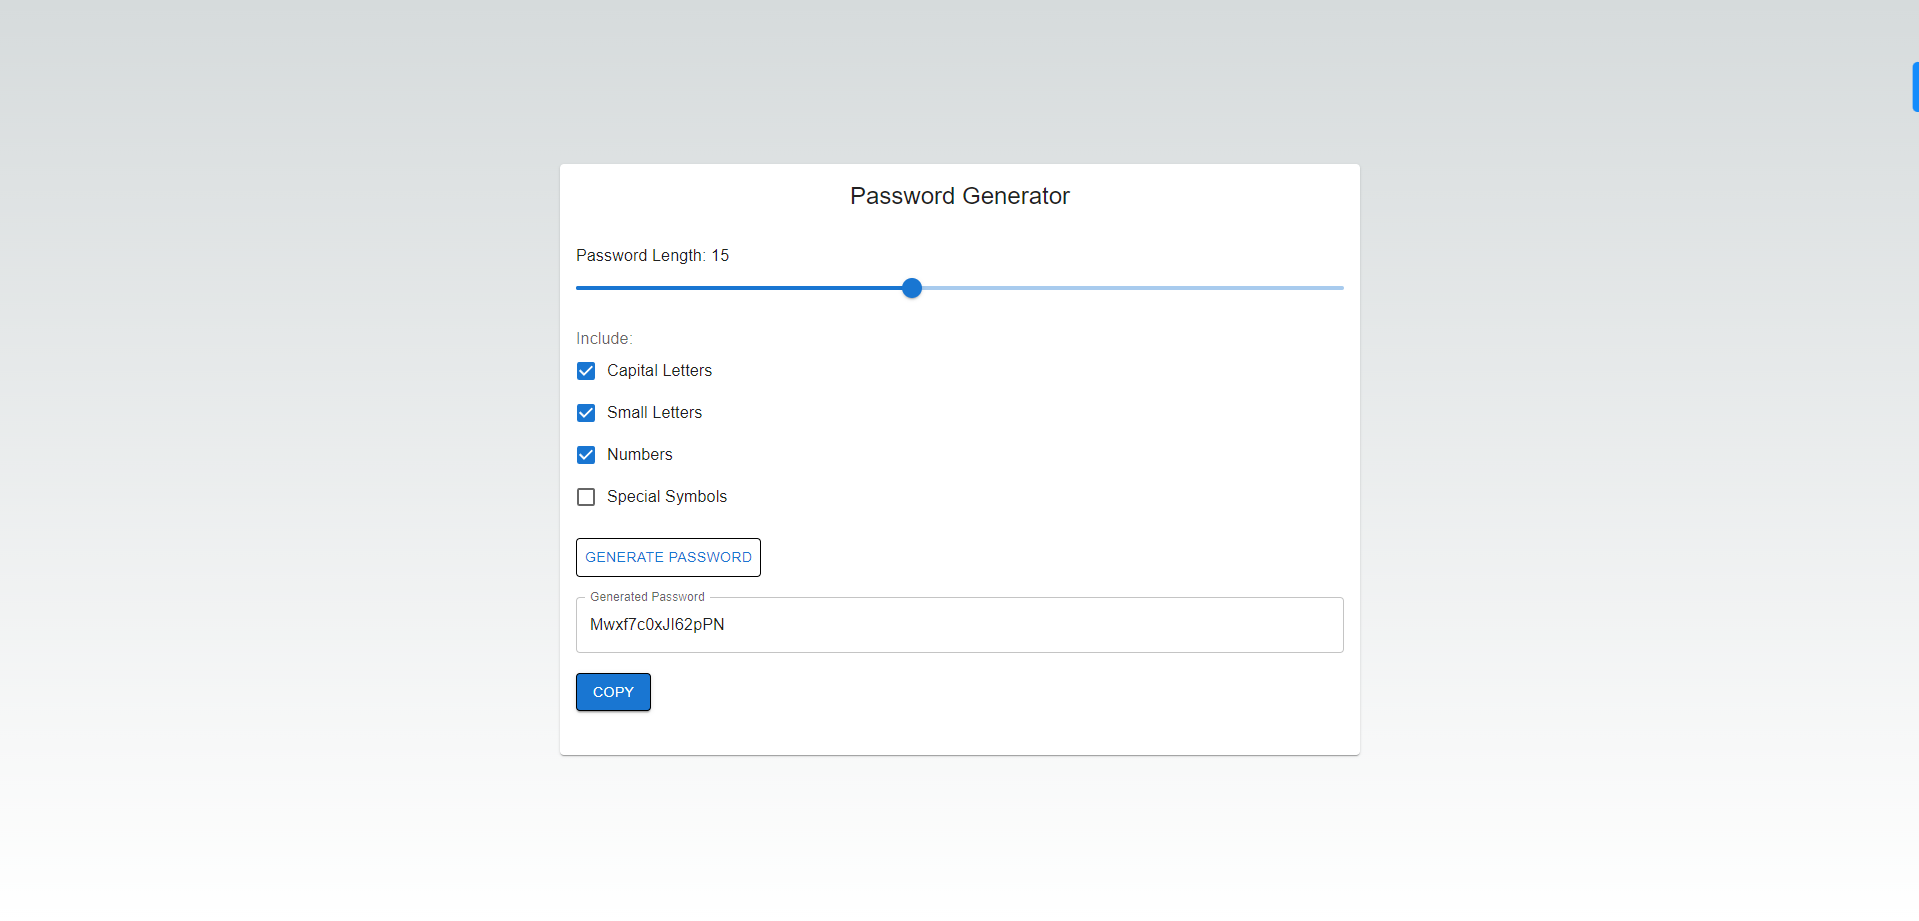 Password Generator
Password Length: 15
Include:
Capital Letters
Small Letters
Numbers
Special Symbols
GENERATE PASSWORD
Generated Password
Mwxf7c0xJl62pPN
COPY